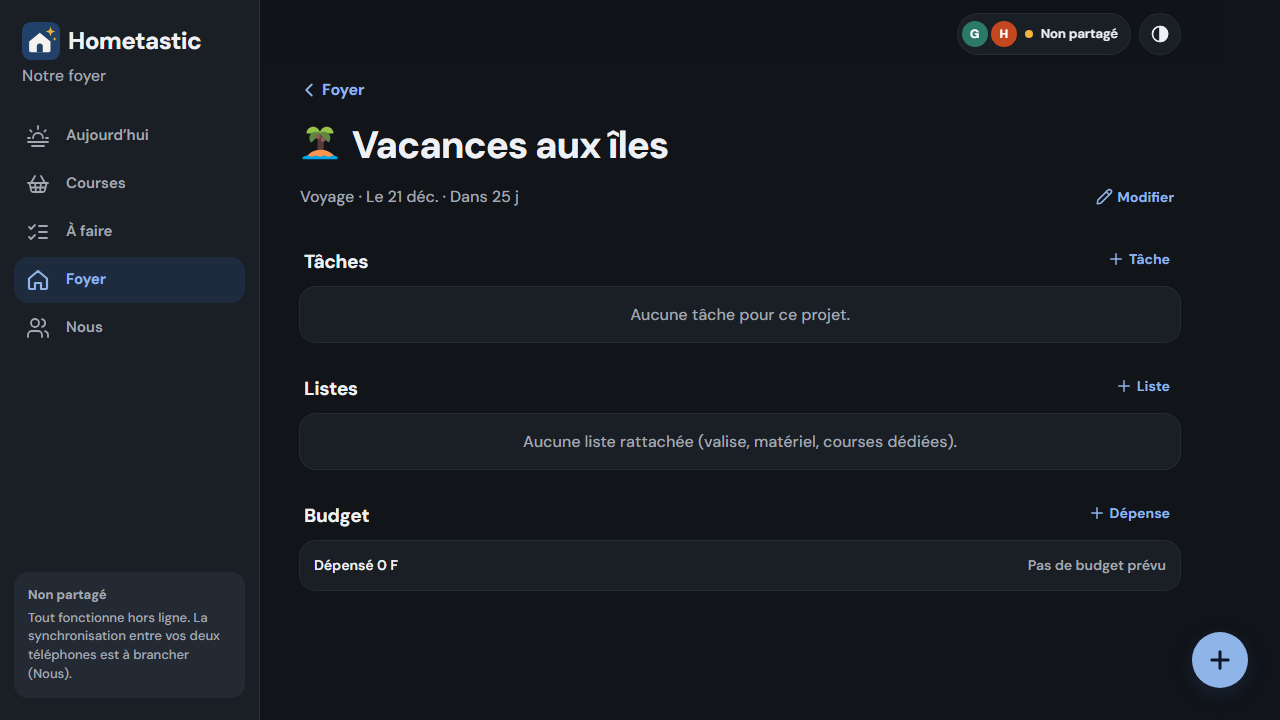 Hometastic
Notre foyer
Aujourd’hui
Courses
À faire
Foyer
Nous
Non partagé
Tout fonctionne hors ligne. La
synchronisation entre vos deux
téléphones est à brancher
(Nous).
G H Non partagé
Foyer
Vacances aux îles
Voyage · Le 21 déc. · Dans 25 j
Modifier
Tâches
+ Tâche
Aucune tâche pour ce projet.
Listes
+ Liste
Aucune liste rattachée (valise, matériel, courses dédiées).
Budget
+ Dépense
Dépensé 0 F
Pas de budget prévu